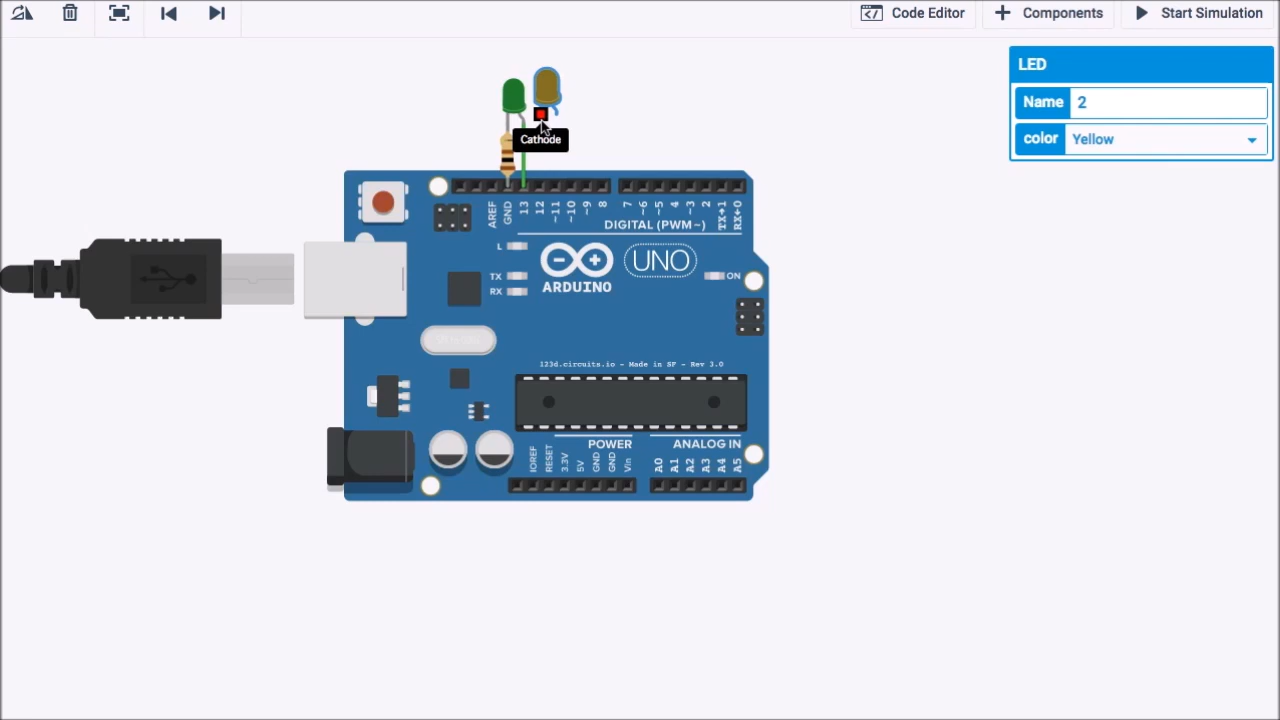 Code Editor
Components
Start Simulation
LED
Name 2
color Yellow
Cathode
AREF
GND
13
12
~11
~10
~9
8
7
~6
~5
4
~3
2
TX→1
RX←0
DIGITAL (PWM~)
L
TX
RX
UNO
ARDUINO
ON
123d.circuits.io - Made in SF - Rev 3.0
POWER
ANALOG IN
IOREF
RESET
3.3V
5V
GND
GND
Vin
A0
A1
A2
A3
A4
A5